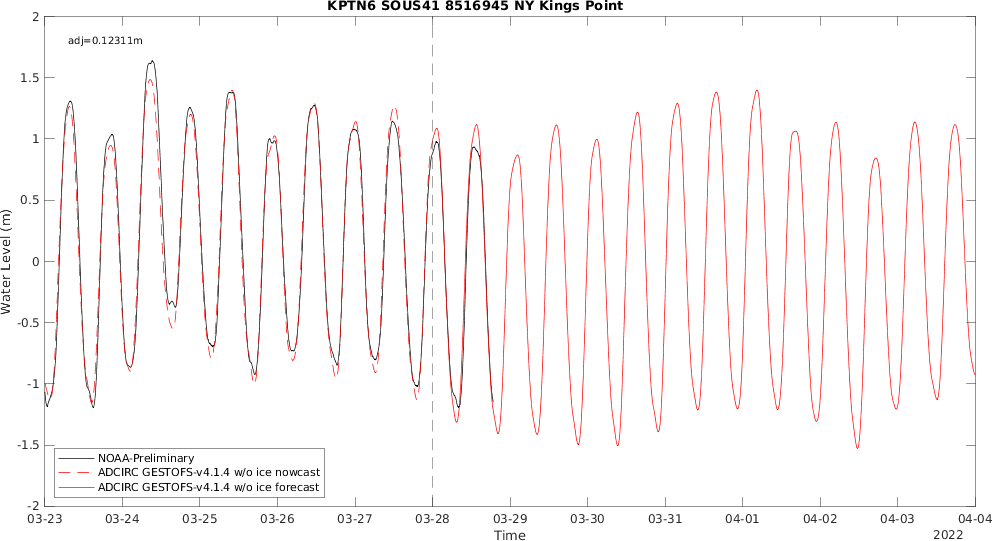 KPTN6 SOUS41 8516945 NY Kings Point
adj=0.12311m
2
1.5
1
0.5
0
-0.5
-1
-1.5
-2
Water Level (m)
NOAA-Preliminary
ADCIRC GESTOFS-v4.1.4 w/o ice nowcast
ADCIRC GESTOFS-v4.1.4 w/o ice forecast
03-23 03-24 03-25 03-26 03-27 03-28 03-29 03-30 03-31 04-01 04-02 04-03 04-04
Time
2022